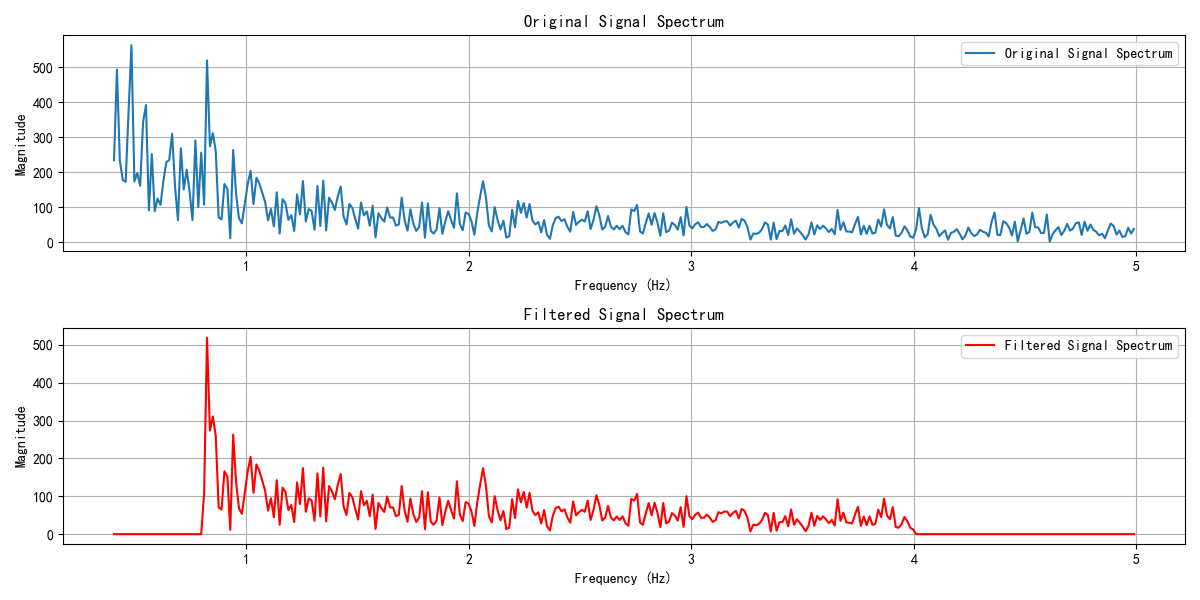 Original Signal Spectrum
Original Signal Spectrum
Magnitude
500
400
300
200
100
0
1 2 3 4 5
Frequency (Hz)
Filtered Signal Spectrum
Filtered Signal Spectrum
Magnitude
500
400
300
200
100
0
1 2 3 4 5
Frequency (Hz)